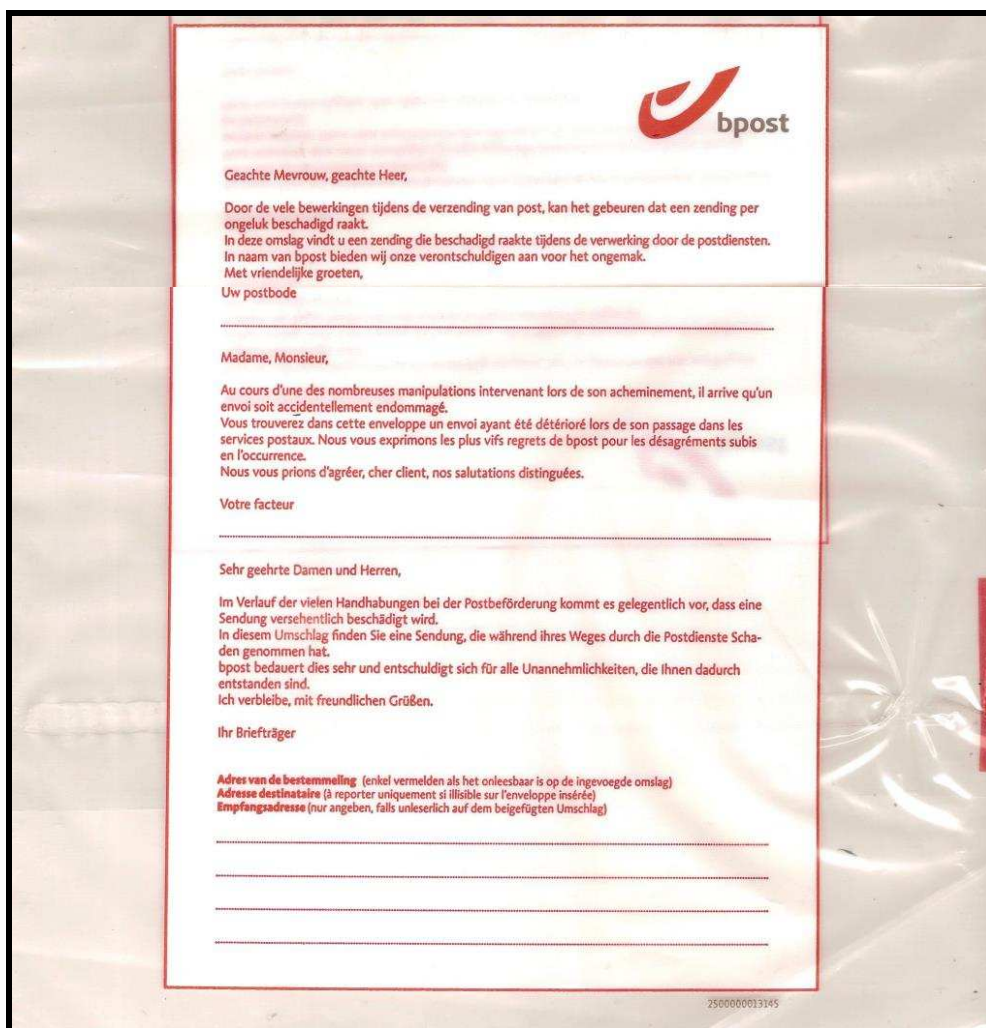 bpost
Geachte Mevrouw, geachte Heer,
Door de vele bewerkingen tijdens de verzending van post, kan het gebeuren dat een zending per
ongeluk beschadigd raakt.
In deze omslag vindt u een zending die beschadigd raakte tijdens de verwerking door de postdiensten.
In naam van bpost bieden wij onze verontschuldigen aan voor het ongemak.
Met vriendelijke groeten,
Uw postbode
Madame, Monsieur,
Au cours d'une des nombreuses manipulations intervenant lors de son acheminement, il arrive qu'un
envoi soit accidentellement endommagé.
Vous trouverez dans cette enveloppe un envoi ayant été détérioré lors de son passage dans les
services postaux. Nous vous exprimons les plus vifs regrets de bpost pour les désagréments subis
en l'occurrence.
Nous vous prions d'agréer, cher client, nos salutations distinguées.
Votre facteur
Sehr geehrte Damen und Herren,
Im Verlauf der vielen Handhabungen bei der Postbeförderung kommt es gelegentlich vor, dass eine
Sendung versehentlich beschädigt wird.
In diesem Umschlag finden Sie eine Sendung, die während ihres Weges durch die Postdienste Scha-
den genommen hat.
bpost bedauert dies sehr und entschuldigt sich für alle Unannehmlichkeiten, die Ihnen dadurch
entstanden sind.
Ich verbleibe, mit freundlichen Grüßen.
Ihr Briefträger
Adres van de bestemmeling (enkel vermelden als het onleesbaar is op de ingevoegde omslag)
Adresse destinataire (à reporter uniquement si illisible sur l'enveloppe insérée)
Empfangsadresse (nur angeben, falls unleserlich auf dem beigefügten Umschlag)
2500000013145